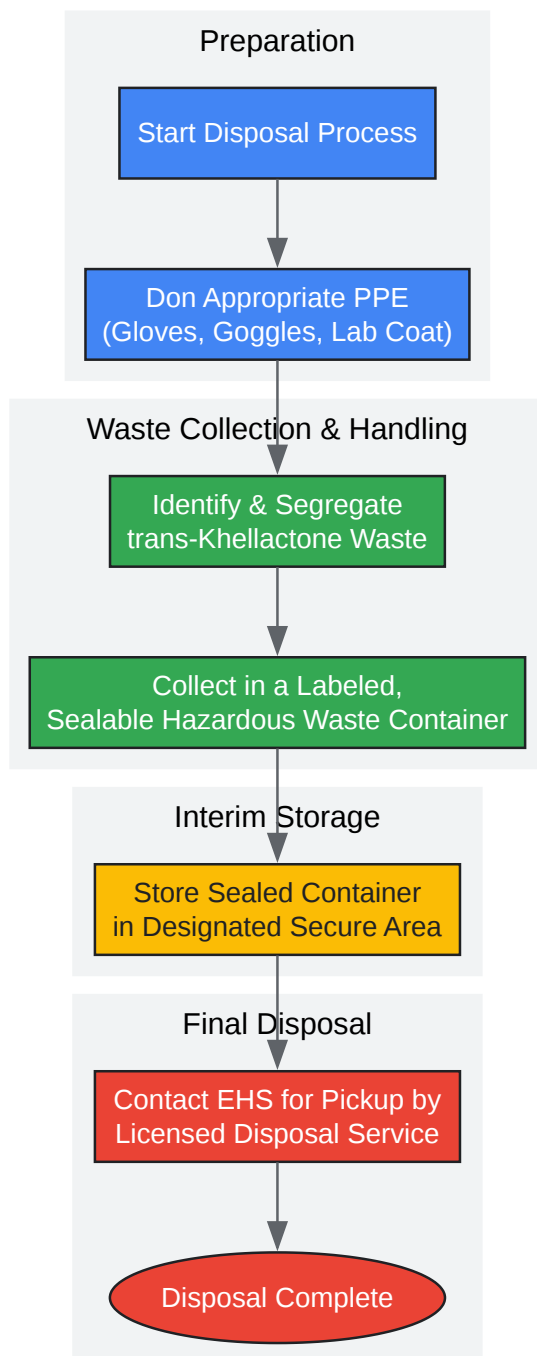 Preparation
Start Disposal Process
Don Appropriate PPE
(Gloves, Goggles, Lab Coat)
Waste Collection & Handling
Identify & Segregate
trans-Khellactone Waste
Collect in a Labeled,
Sealable Hazardous Waste Container
Interim Storage
Store Sealed Container
in Designated Secure Area
Final Disposal
Contact EHS for Pickup by
Licensed Disposal Service
Disposal Complete